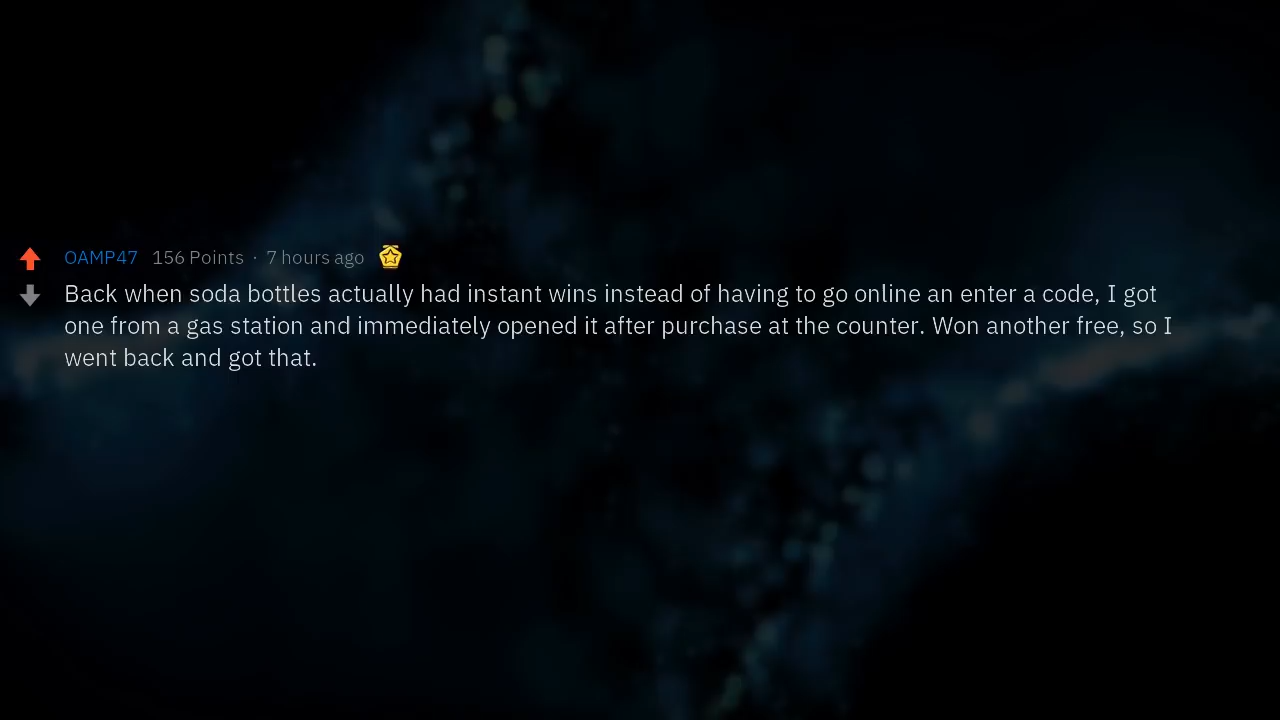 OAMP47 156 Points · 7 hours ago
Back when soda bottles actually had instant wins instead of having to go online an enter a code, I got
one from a gas station and immediately opened it after purchase at the counter. Won another free, so I
went back and got that.